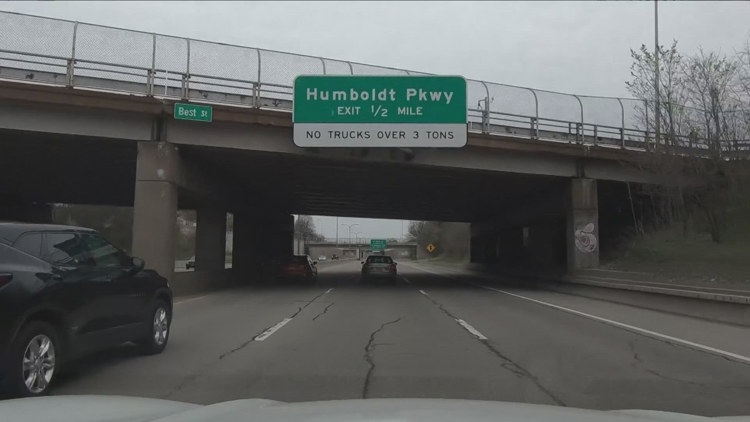 Humboldt Pkwy
EXIT 1/2 MILE
NO TRUCKS OVER 3 TONS
Best St